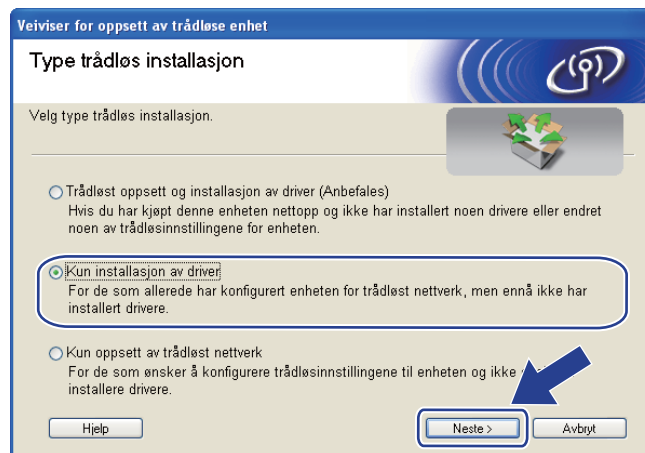 Veiviser for oppsett av trådløse enhet
Type trådløs installasjon
Velg type trådløs installasjon.
Trådløst oppsett og installasjon av driver (Anbefales)
Hvis du har kjøpt denne enheten nettopp og ikke har installert noen drivere eller endret
noen av trådløsinnstillingene for enheten.
Kun installasjon av driver
For de som allerede har konfigurert enheten for trådløst nettverk, men ennå ikke har
installert drivere.
Kun oppsett av trådløst nettverk
For de som ønsker å konfigurere trådløsinnstillingene til enheten og ikke
installere drivere.
Hjelp
Neste >
Avbryt